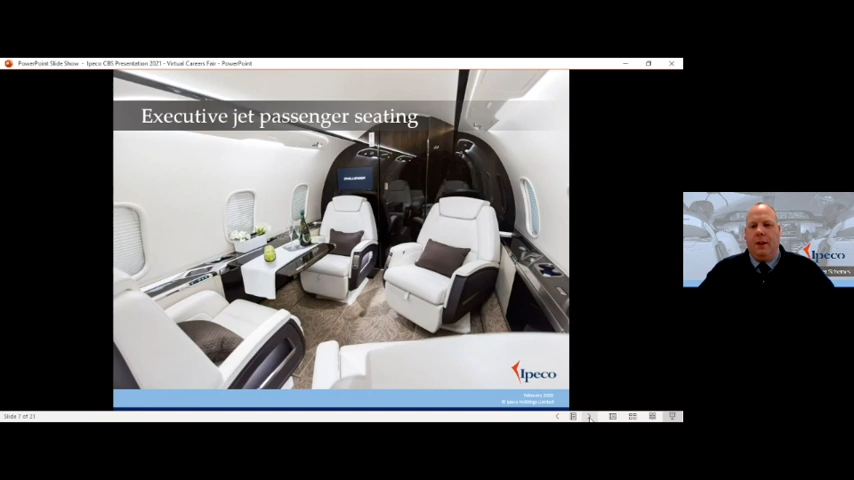 PowerPoint Slide Show - Ipeco CBS Presentation 2021 - Virtual Careers Fair - PowerPoint
Executive jet passenger seating
CHALLENGER
Ipeco
Ipeco
February 2020
© Ipeco Holdings Limited
Slide 7 of 21